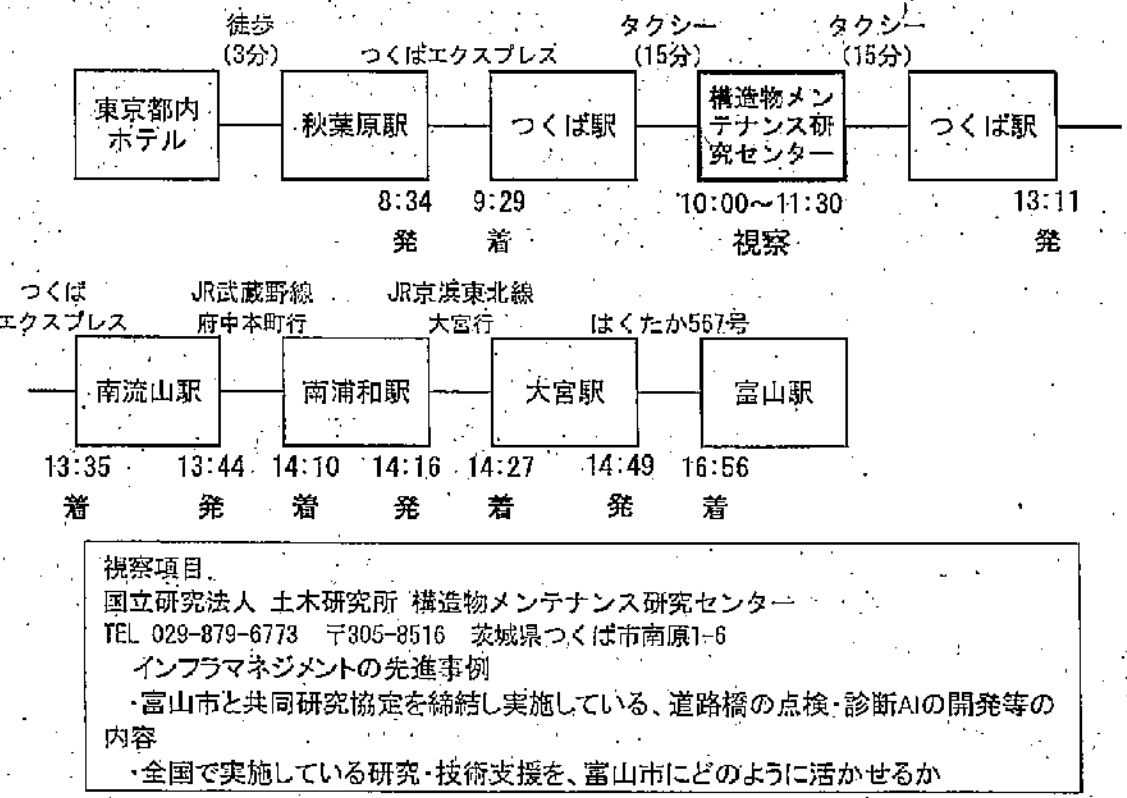 徒歩
(3分)
つくばエクスプレス
タクシー
(15分)
タクシー
(15分)
東京都内
ホテル
秋葉原駅
つくば駅
構造物メン
テナンス研
究センター
つくば駅
8:34
発
9:29
着
10:00～11:30
視察
13:11
発
つくば
エクスプレス
JR武蔵野線
府中本町行
JR京浜東北線
大宮行
はくたか567号
南流山駅
南浦和駅
大宮駅
富山駅
13:35
着
13:44
発
14:10
着
14:16
発
14:27
着
14:49
発
16:56
着
視察項目
国立研究法人 土木研究所 構造物メンテナンス研究センター
TEL 029-879-6773 〒305-8516 茨城県つくば市南原1-6
インフラマネジメントの先進事例
・富山市と共同研究協定を締結し実施している、道路橋の点検・診断AIの開発等の
内容
・全国で実施している研究・技術支援を、富山市にどのように活かせるか